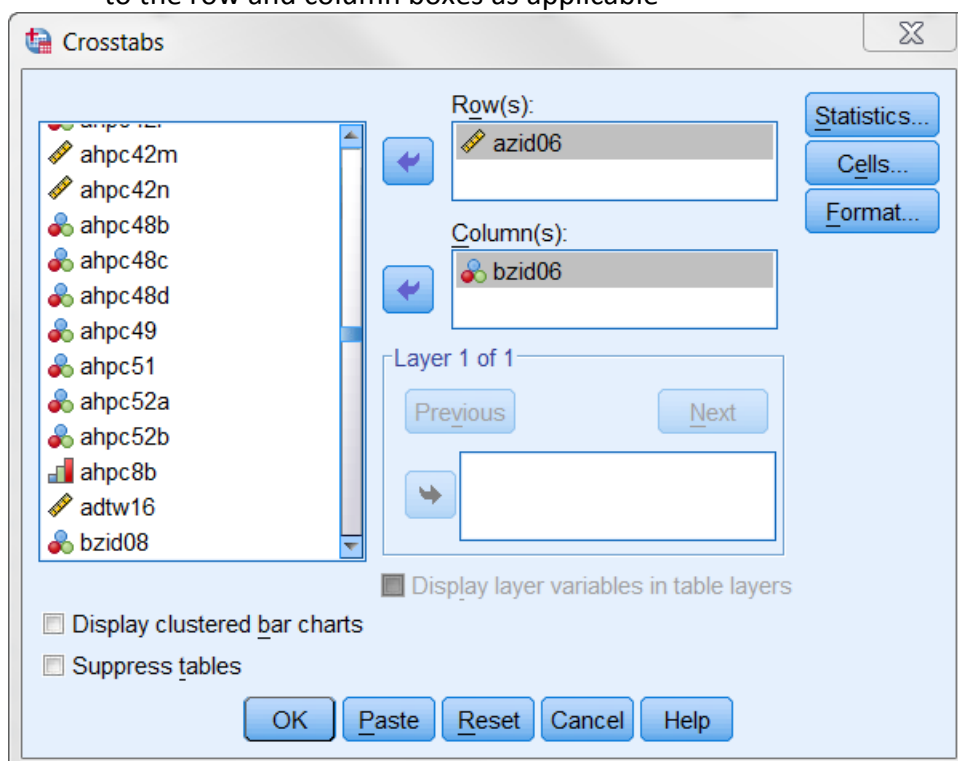 to the row and column boxes as applicable
Crosstabs
Row(s):
azid06
Column(s):
bzid06
Statistics...
Cells...
Format...
ahpc42m
ahpc42n
ahpc48b
ahpc48c
ahpc48d
ahpc49
ahpc51
ahpc52a
ahpc52b
ahpc8b
adtw16
bzid08
Layer 1 of 1
Previous
Next
Display layer variables in table layers
Display clustered bar charts
Suppress tables
OK Paste Reset Cancel Help